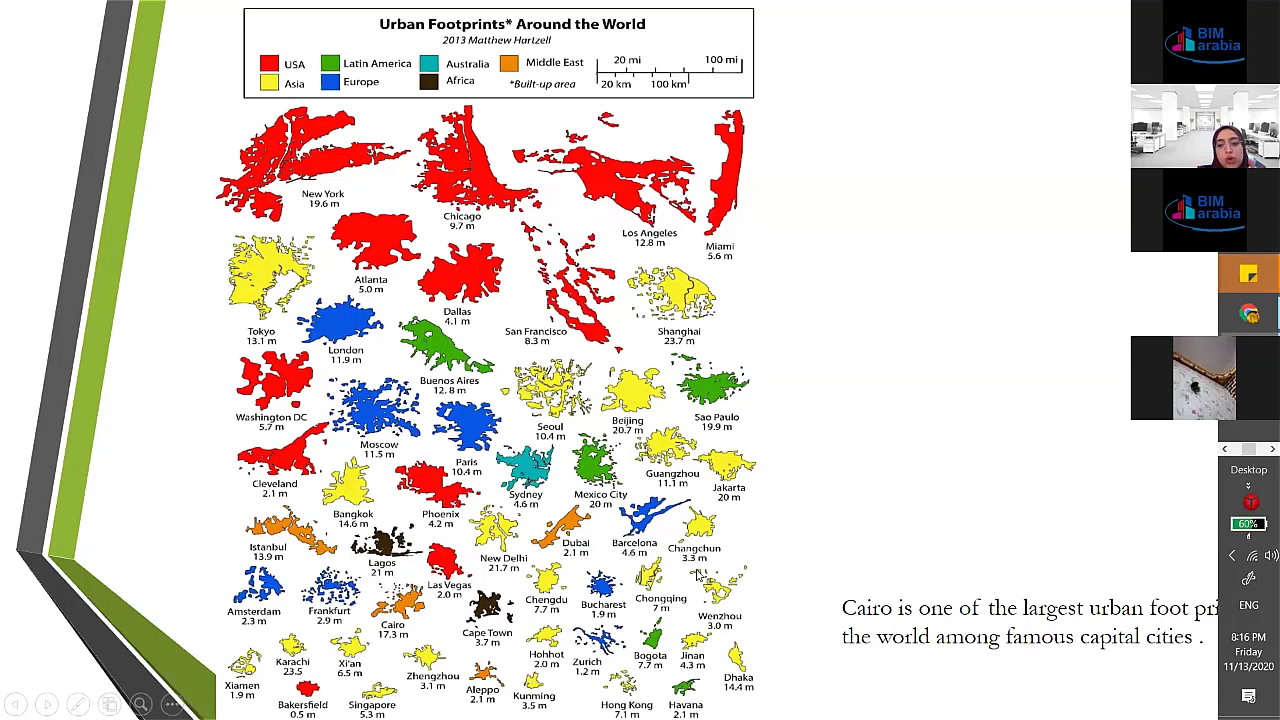 Urban Footprints* Around the World
2013 Matthew Hartzell
USA
Latin America
Australia
Middle East
Asia
Europe
Africa
*Built-up area
20 mi
100 mi
20 km
100 km
New York
19.6 m
Chicago
9.7 m
Los Angeles
12.8 m
Miami
5.6 m
Atlanta
5.0 m
Dallas
4.1 m
San Francisco
8.3 m
Shanghai
23.7 m
Tokyo
13.1 m
London
11.9 m
Buenos Aires
12. 8 m
Washington DC
5.7 m
Moscow
11.5 m
Paris
10.4 m
Seoul
10.4 m
Beijing
20.7 m
Sao Paulo
19.9 m
Cleveland
2.1 m
Bangkok
14.6 m
Phoenix
4.2 m
Sydney
4.6 m
Mexico City
20 m
Guangzhou
11.1 m
Jakarta
20 m
Istanbul
13.9 m
Lagos
21 m
Las Vegas
2.0 m
New Delhi
21.7 m
Dubai
2.1 m
Barcelona
4.6 m
Changchun
3.3 m
Amsterdam
2.3 m
Frankfurt
2.9 m
Cairo
17.3 m
Cape Town
3.7 m
Chengdu
7.7 m
Bucharest
1.9 m
Chongqing
7 m
Wenzhou
3.0 m
Xiamen
1.9 m
Karachi
23.5
Xi'an
6.5 m
Zhengzhou
3.1 m
Aleppo
2.1 m
Hohhot
2.0 m
Zurich
1.2 m
Bogota
7.7 m
Jinan
4.3 m
Dhaka
14.4 m
Bakersfield
0.5 m
Singapore
5.3 m
Kunming
3.5 m
Hong Kong
7.1 m
Havana
2.1 m
Cairo is one of the largest urban foot pri
the world among famous capital cities .
BIM
arabia
BIM
arabia
Desktop
60%
ENG
8:16 PM
Friday
11/13/2020